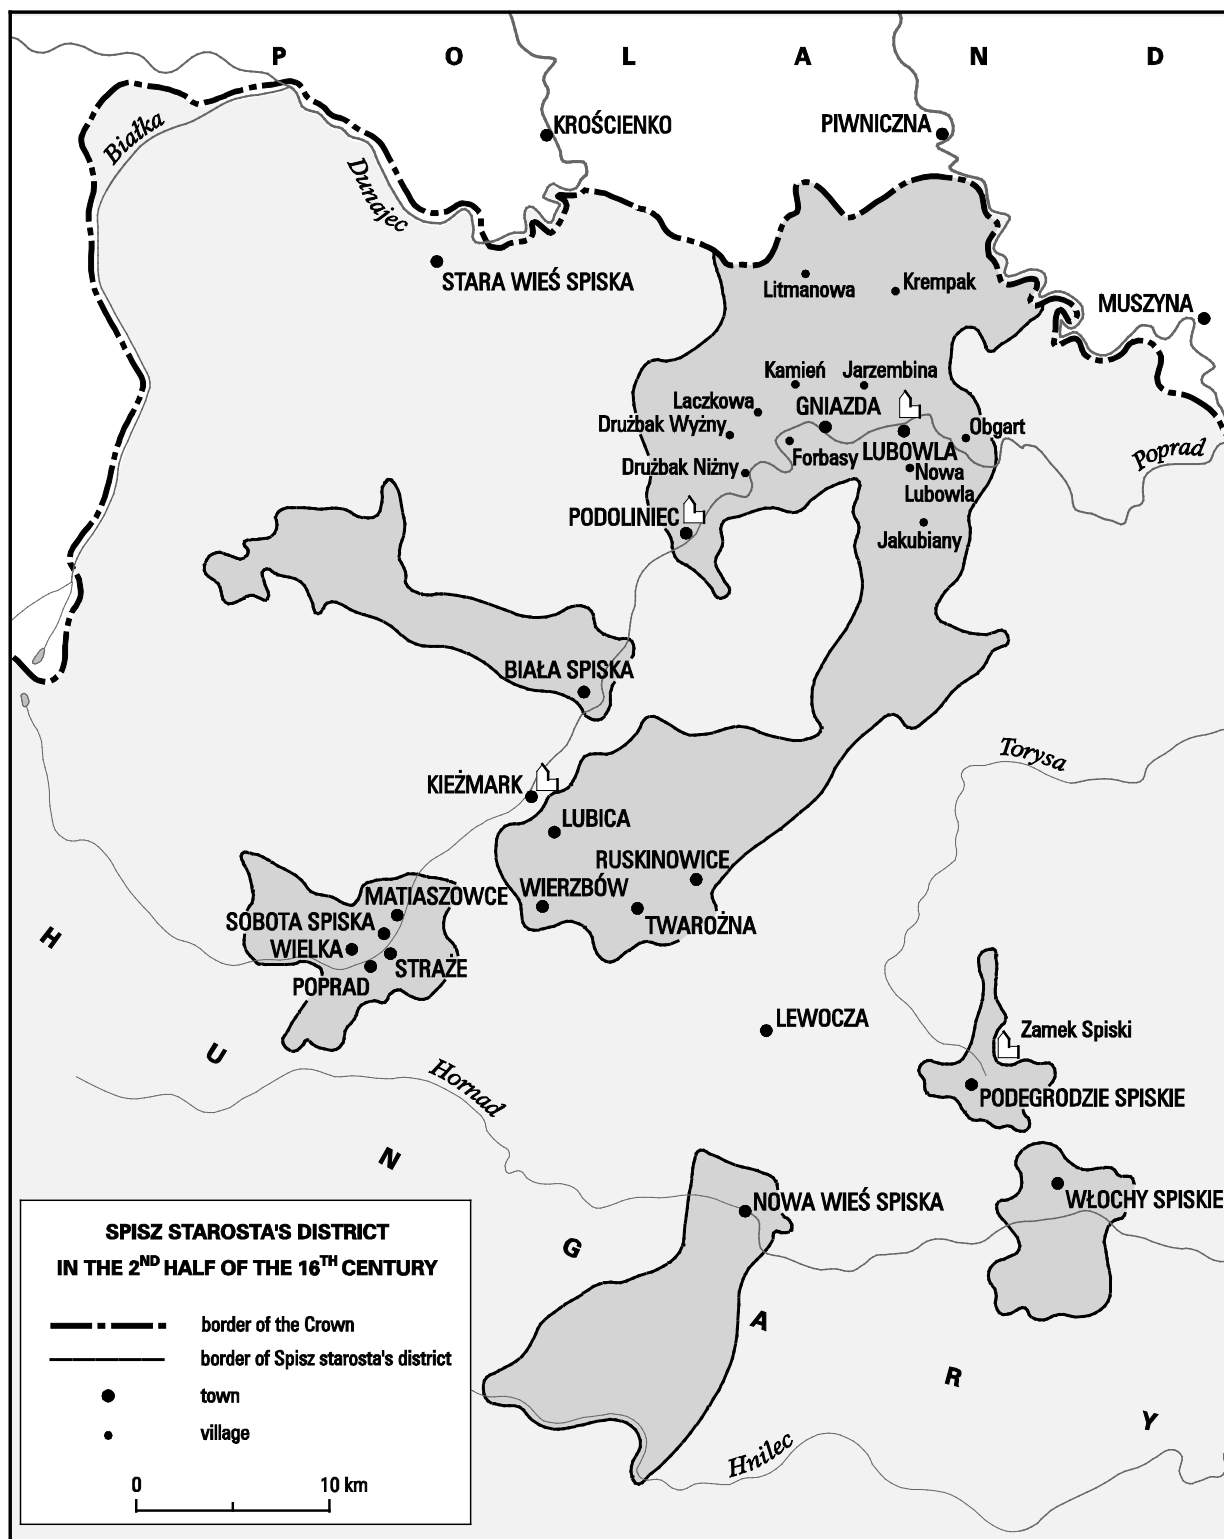 P O L A N D
KROŚCIENKO
PIWNICZNA
Białka
Dunajec
STARA WIEŚ SPISKA
Litmanowa
Krempak
MUSZYNA
Kamień
Jarzembina
Laczkowa
GNIAZDA
Drużbak Wyżny
Obgart
LUBOWLA
Forbasy
Poprad
Drużbak Niżny
Nowa
Lubowla
PODOLINIEC
Jakubiany
BIAŁA SPISKA
Torysa
KIEŻMARK
LUBICA
RUSKINOWICE
WIERZBÓW
MATIASZOWCE
SOBOTA SPISKA
TWAROŻNA
WIELKA
STRAŻE
POPRAD
LEWOCZA
Zamek Spiski
Hornad
PODEGRODZIE SPISKIE
H U N G A R Y
NOWA WIEŚ SPISKA
WŁOCHY SPISKIE
Hnilec
SPISZ STAROSTA'S DISTRICT
IN THE 2ND HALF OF THE 16TH CENTURY
border of the Crown
border of Spisz starosta's district
town
village
0 10 km